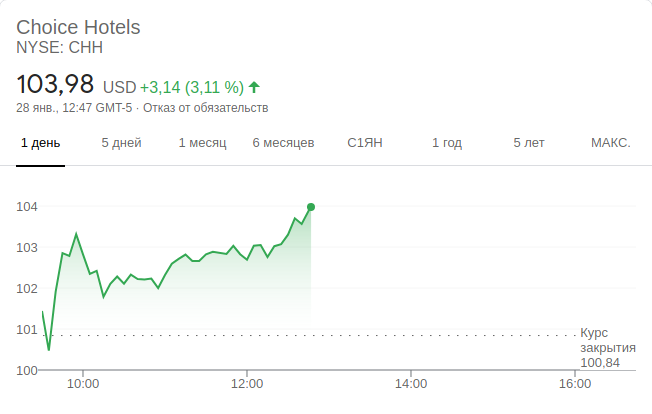 Choice Hotels
NYSE: CHH
103,98 USD +3,14 (3,11 %)
28 янв., 12:47 GMT-5 · Отказ от обязательств
1 день 5 дней 1 месяц 6 месяцев С1ЯН 1 год 5 лет МАКС.
104
103
102
101
Курс
закрытия
100,84
100
10:00 12:00 14:00 16:00